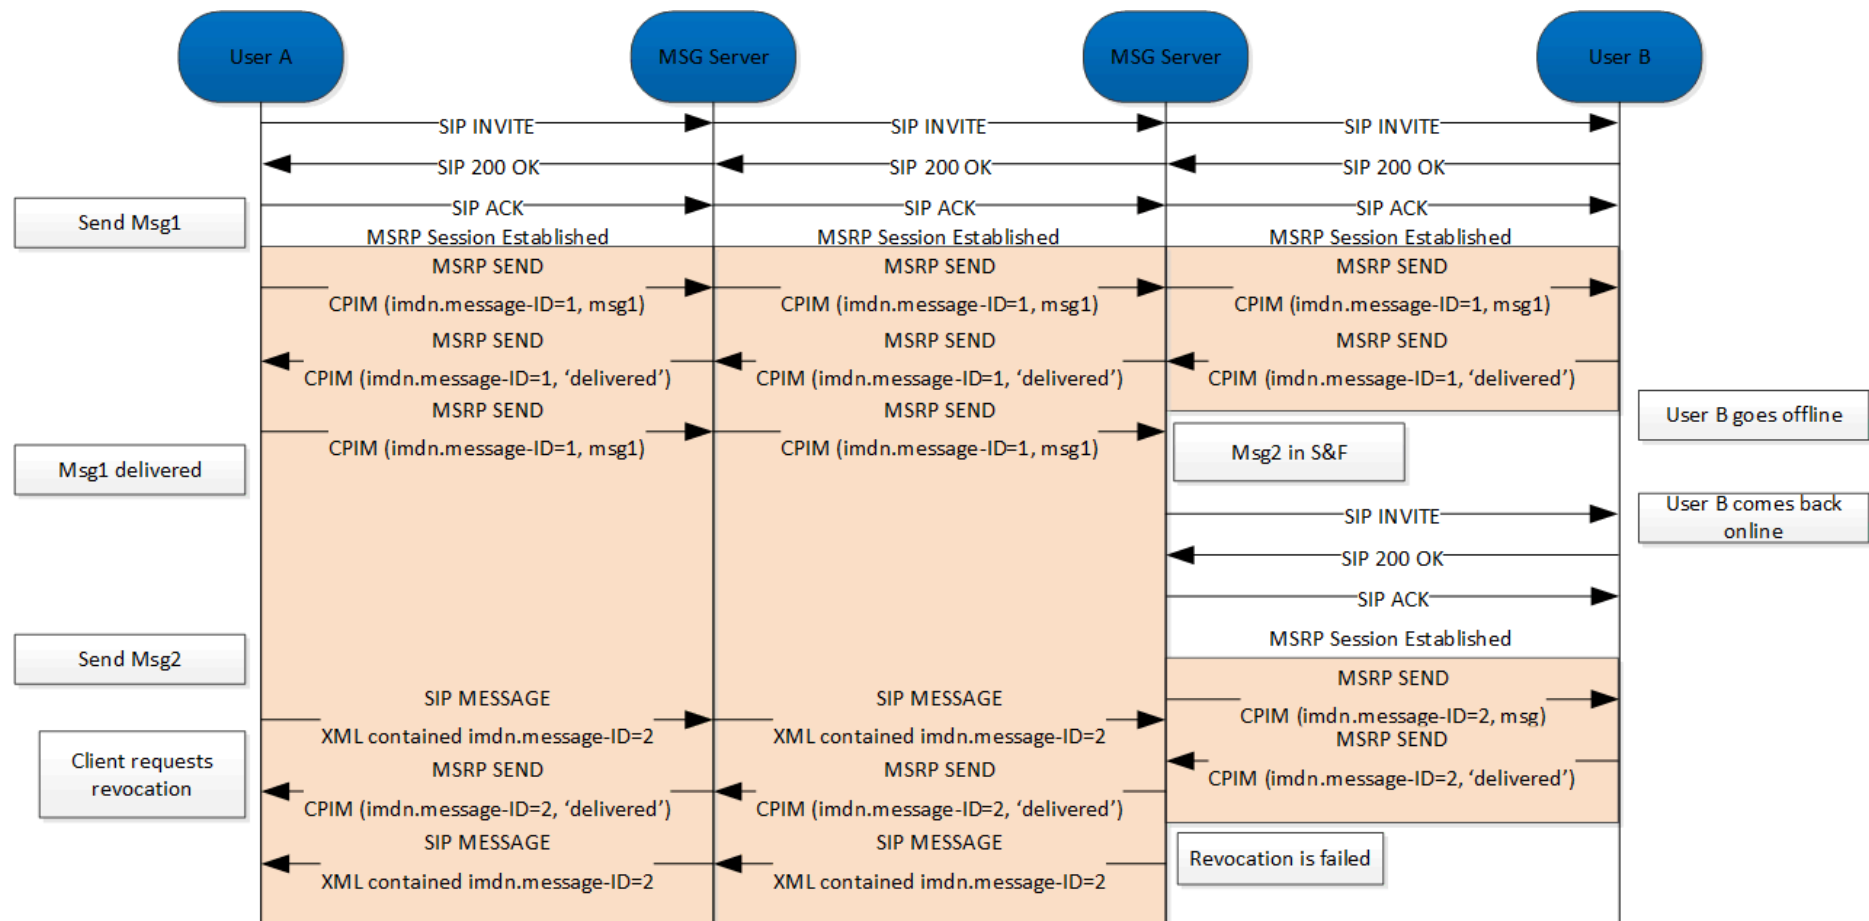 User A
MSG Server
MSG Server
User B
SIP INVITE
SIP INVITE
SIP INVITE
SIP 200 OK
SIP 200 OK
SIP 200 OK
Send Msg1
SIP ACK
SIP ACK
SIP ACK
MSRP Session Established
MSRP Session Established
MSRP Session Established
MSRP SEND
CPIM (imdn.message-ID=1, msg1)
MSRP SEND
CPIM (imdn.message-ID=1, msg1)
MSRP SEND
CPIM (imdn.message-ID=1, msg1)
MSRP SEND
CPIM (imdn.message-ID=1, ‘delivered’)
MSRP SEND
CPIM (imdn.message-ID=1, ‘delivered’)
MSRP SEND
CPIM (imdn.message-ID=1, ‘delivered’)
User B goes offline
MSRP SEND
CPIM (imdn.message-ID=1, msg1)
MSRP SEND
CPIM (imdn.message-ID=1, msg1)
Msg1 delivered
Msg2 in S&F
User B comes back
online
SIP INVITE
SIP 200 OK
SIP ACK
MSRP Session Established
Send Msg2
MSRP SEND
CPIM (imdn.message-ID=2, msg)
SIP MESSAGE
XML contained imdn.message-ID=2
SIP MESSAGE
XML contained imdn.message-ID=2
MSRP SEND
CPIM (imdn.message-ID=2, ‘delivered’)
Client requests
revocation
MSRP SEND
CPIM (imdn.message-ID=2, ‘delivered’)
MSRP SEND
CPIM (imdn.message-ID=2, ‘delivered’)
SIP MESSAGE
XML contained imdn.message-ID=2
SIP MESSAGE
XML contained imdn.message-ID=2
Revocation is failed